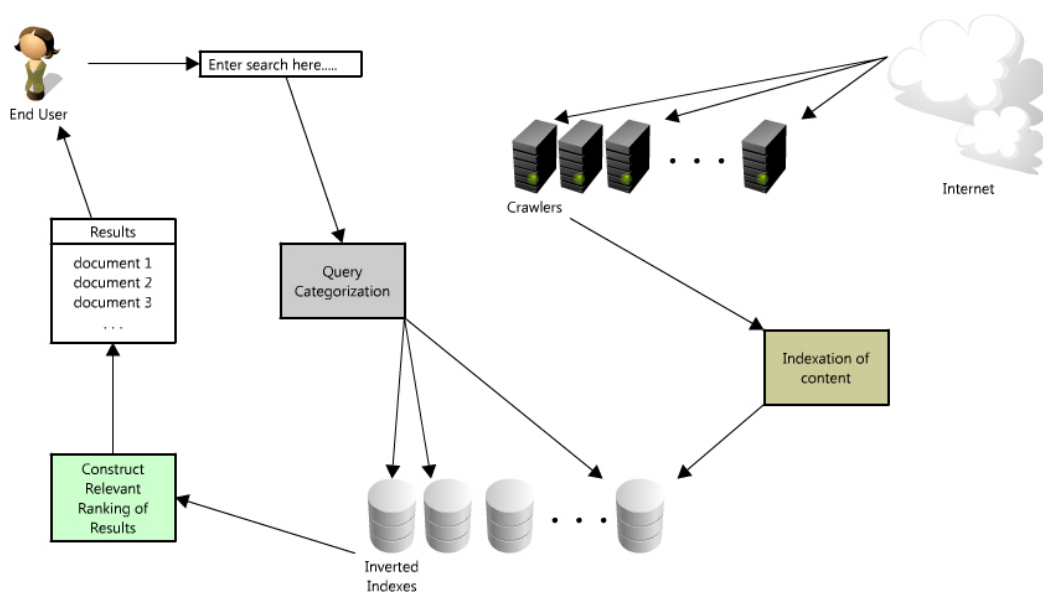 Enter search here.....
End User
Internet
Crawlers
Results
document 1
document 2
document 3
. . .
Query
Categorization
Indexation of
content
Construct
Relevant
Ranking of
Results
Inverted
Indexes